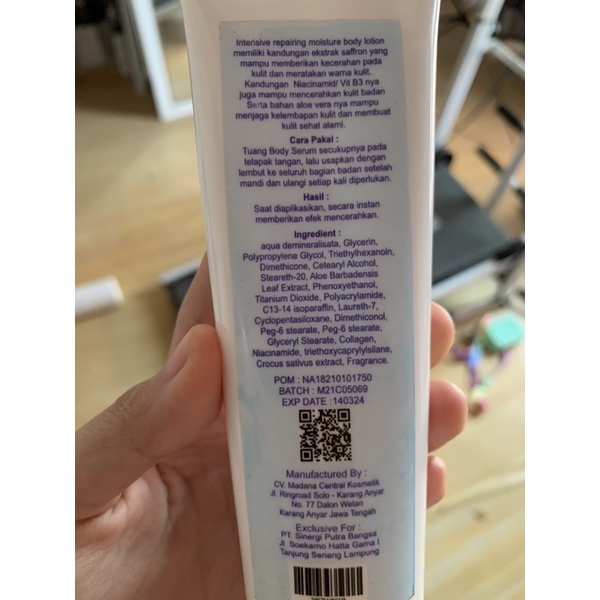 Intensive repairing moisture body lotion
memiliki kandungan ekstrak saffron yang
mampu memberikan kecerahan pada
kulit dan meratakan warna kulit.
Kandungan Niacinamid/ Vit B3 nya
juga mampu mencerahkan kulit badan
Serta bahan aloe vera nya mampu
menjaga kelembapan kulit dan membuat
kulit sehat alami.
Cara Pakai :
Tuang Body Serum secukupnya pada
telapak tangan, lalu usapkan dengan
lembut ke seluruh bagian badan setelah
mandi dan ulangi setiap kali diperlukan.
Hasil :
Saat diaplikasikan, secara instan
memberikan efek mencerahkan.
Ingredient :
aqua demineralisata, Glycerin,
Polypropylene Glycol, Triethylhexanoin,
Dimethicone, Cetearyl Alcohol,
Steareth-20, Aloe Barbadensis
Leaf Extract, Phenoxyethanol,
Titanium Dioxide, Polyacrylamide,
C13-14 isoparaffin, Laureth-7,
Cyclopentasiloxane, Dimethiconol,
Peg-6 stearate, Peg-6 stearate,
Glyceryl Stearate, Collagen,
Niacinamide, triethoxycaprylylsilane,
Crocus sativus extract, Fragrance.
POM : NA18210101750
BATCH : M21C05069
EXP DATE :140324
Manufactured By :
CV. Madana Central Kosmetik
Jl. Ringroad Solo - Karang Anyar
No. 77 Dalon Wetan
Karang Anyar Jawa Tengah
Exclusive For :
PT. Sinergi Putra Bangsa
Jl. Soekarno Hatta Gama I
Tanjung Senang Lampung